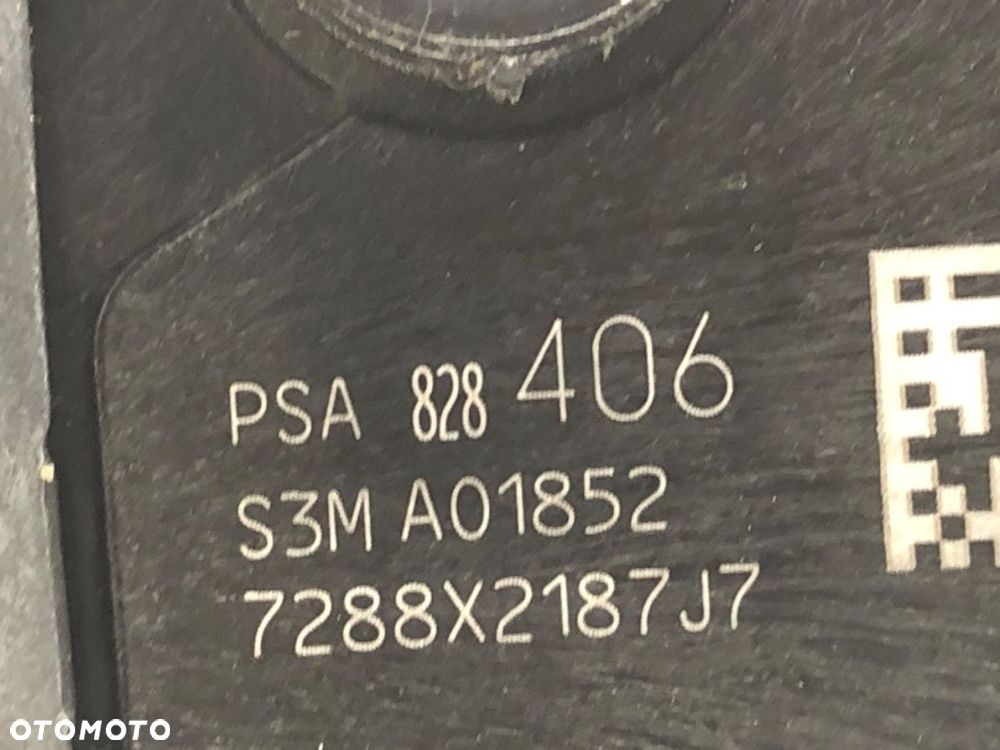 PSA 828 406
S3M A01852
7288X2187J7
OTOMOTO